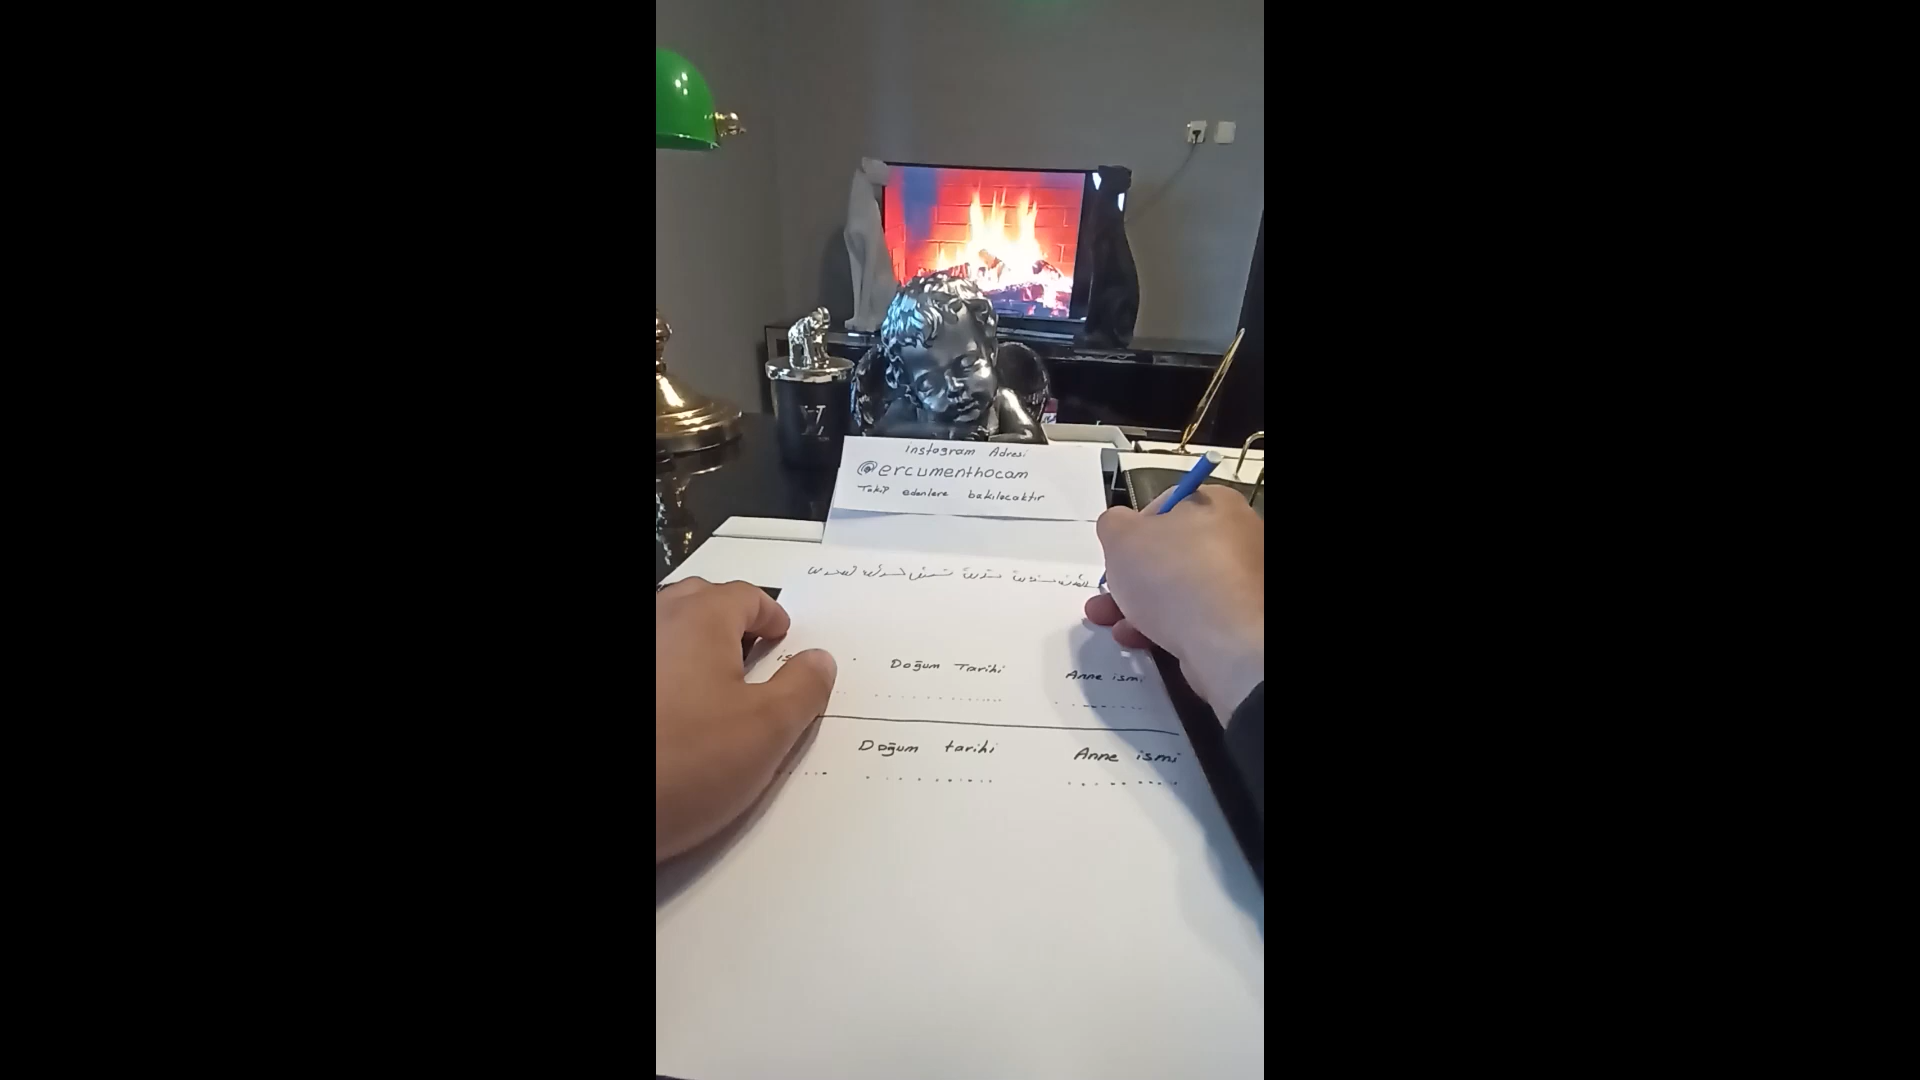 instagram Adresi
@ercumenthocam
Takip edenlere bakılacaktır
Doğum Tarihi
Anne ismi
Doğum tarihi
Anne ismi